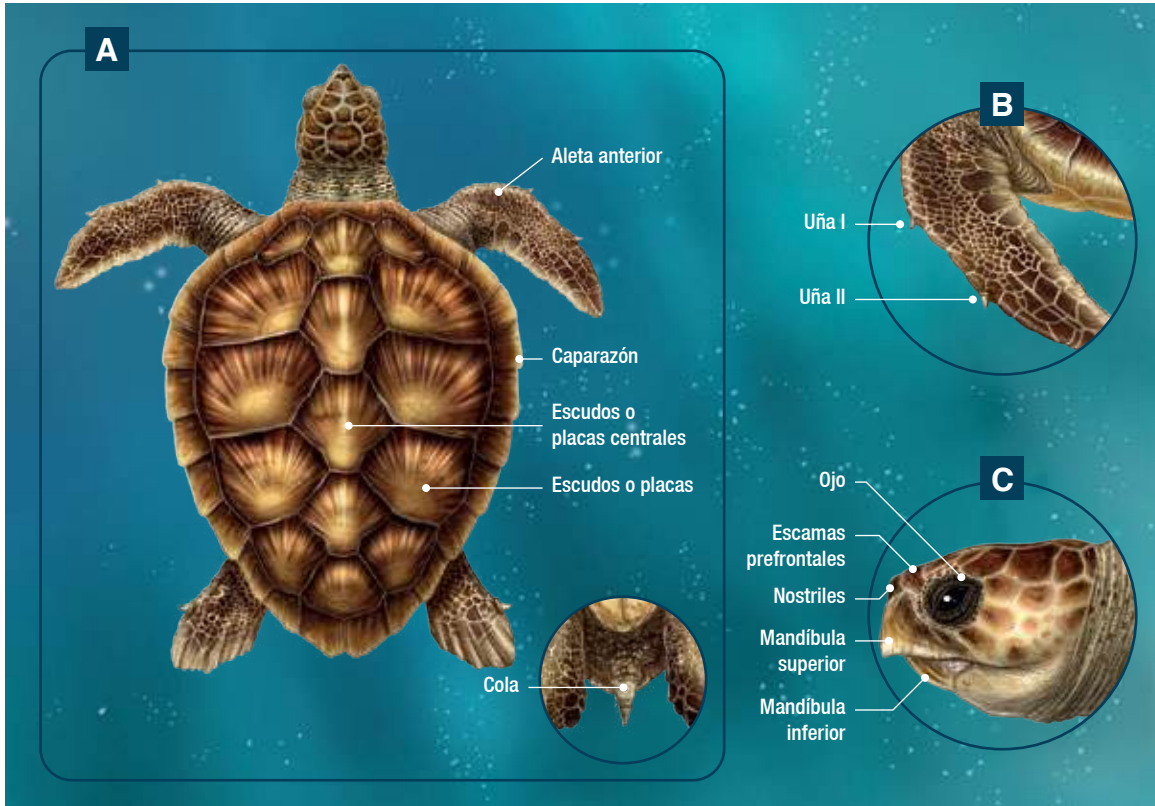 A
Aleta anterior
Caparazón
Escudos o
placas centrales
Escudos o placas
Cola
B
Uña I
Uña II
C
Ojo
Escamas
prefrontales
Nostriles
Mandíbula
superior
Mandíbula
inferior